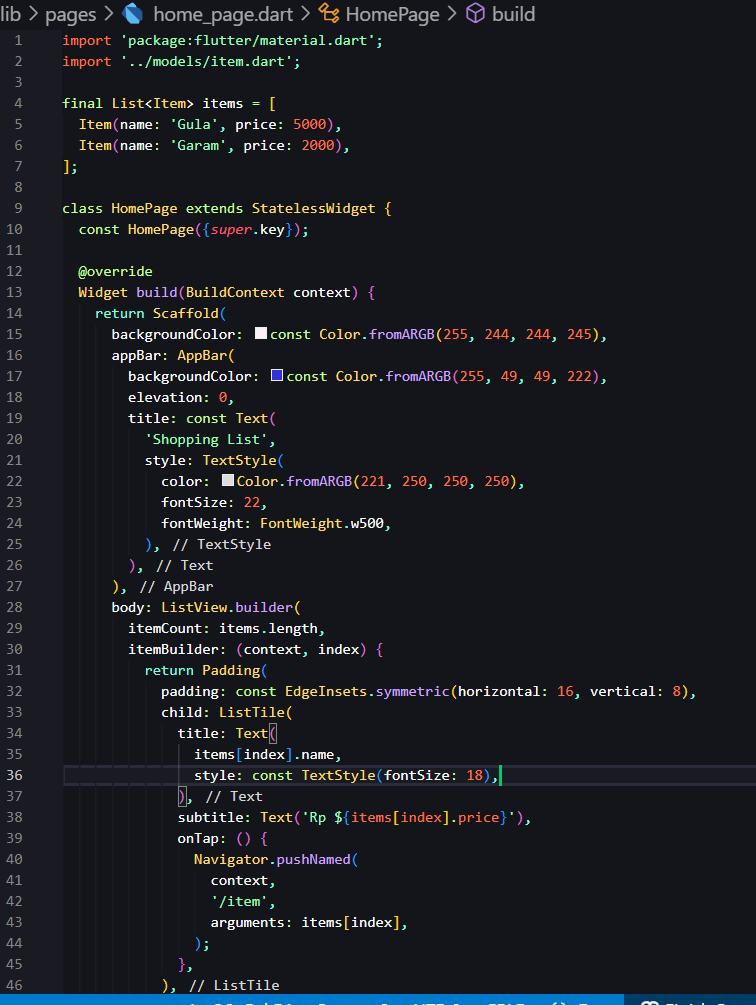 lib > pages > home_page.dart > HomePage > build
1 import 'package:flutter/material.dart';
2 import '../models/item.dart';
3
4 final List<Item> items = [
5   Item(name: 'Gula', price: 5000),
6   Item(name: 'Garam', price: 2000),
7 ];
8
9 class HomePage extends StatelessWidget {
10   const HomePage({super.key});
11
12   @override
13   Widget build(BuildContext context) {
14     return Scaffold(
15       backgroundColor: const Color.fromARGB(255, 244, 244, 245),
16       appBar: AppBar(
17         backgroundColor: const Color.fromARGB(255, 49, 49, 222),
18         elevation: 0,
19         title: const Text(
20           'Shopping List',
21           style: TextStyle(
22             color: Color.fromARGB(221, 250, 250, 250),
23             fontSize: 22,
24             fontWeight: FontWeight.w500,
25           ), // TextStyle
26         ), // Text
27       ), // AppBar
28       body: ListView.builder(
29         itemCount: items.length,
30         itemBuilder: (context, index) {
31           return Padding(
32             padding: const EdgeInsets.symmetric(horizontal: 16, vertical: 8),
33             child: ListTile(
34               title: Text(
35                 items[index].name,
36                 style: const TextStyle(fontSize: 18),
37               ), // Text
38               subtitle: Text('Rp ${items[index].price}'),
39               onTap: () {
40                 Navigator.pushNamed(
41                   context,
42                   '/item',
43                   arguments: items[index],
44                 );
45               },
46             ), // ListTile